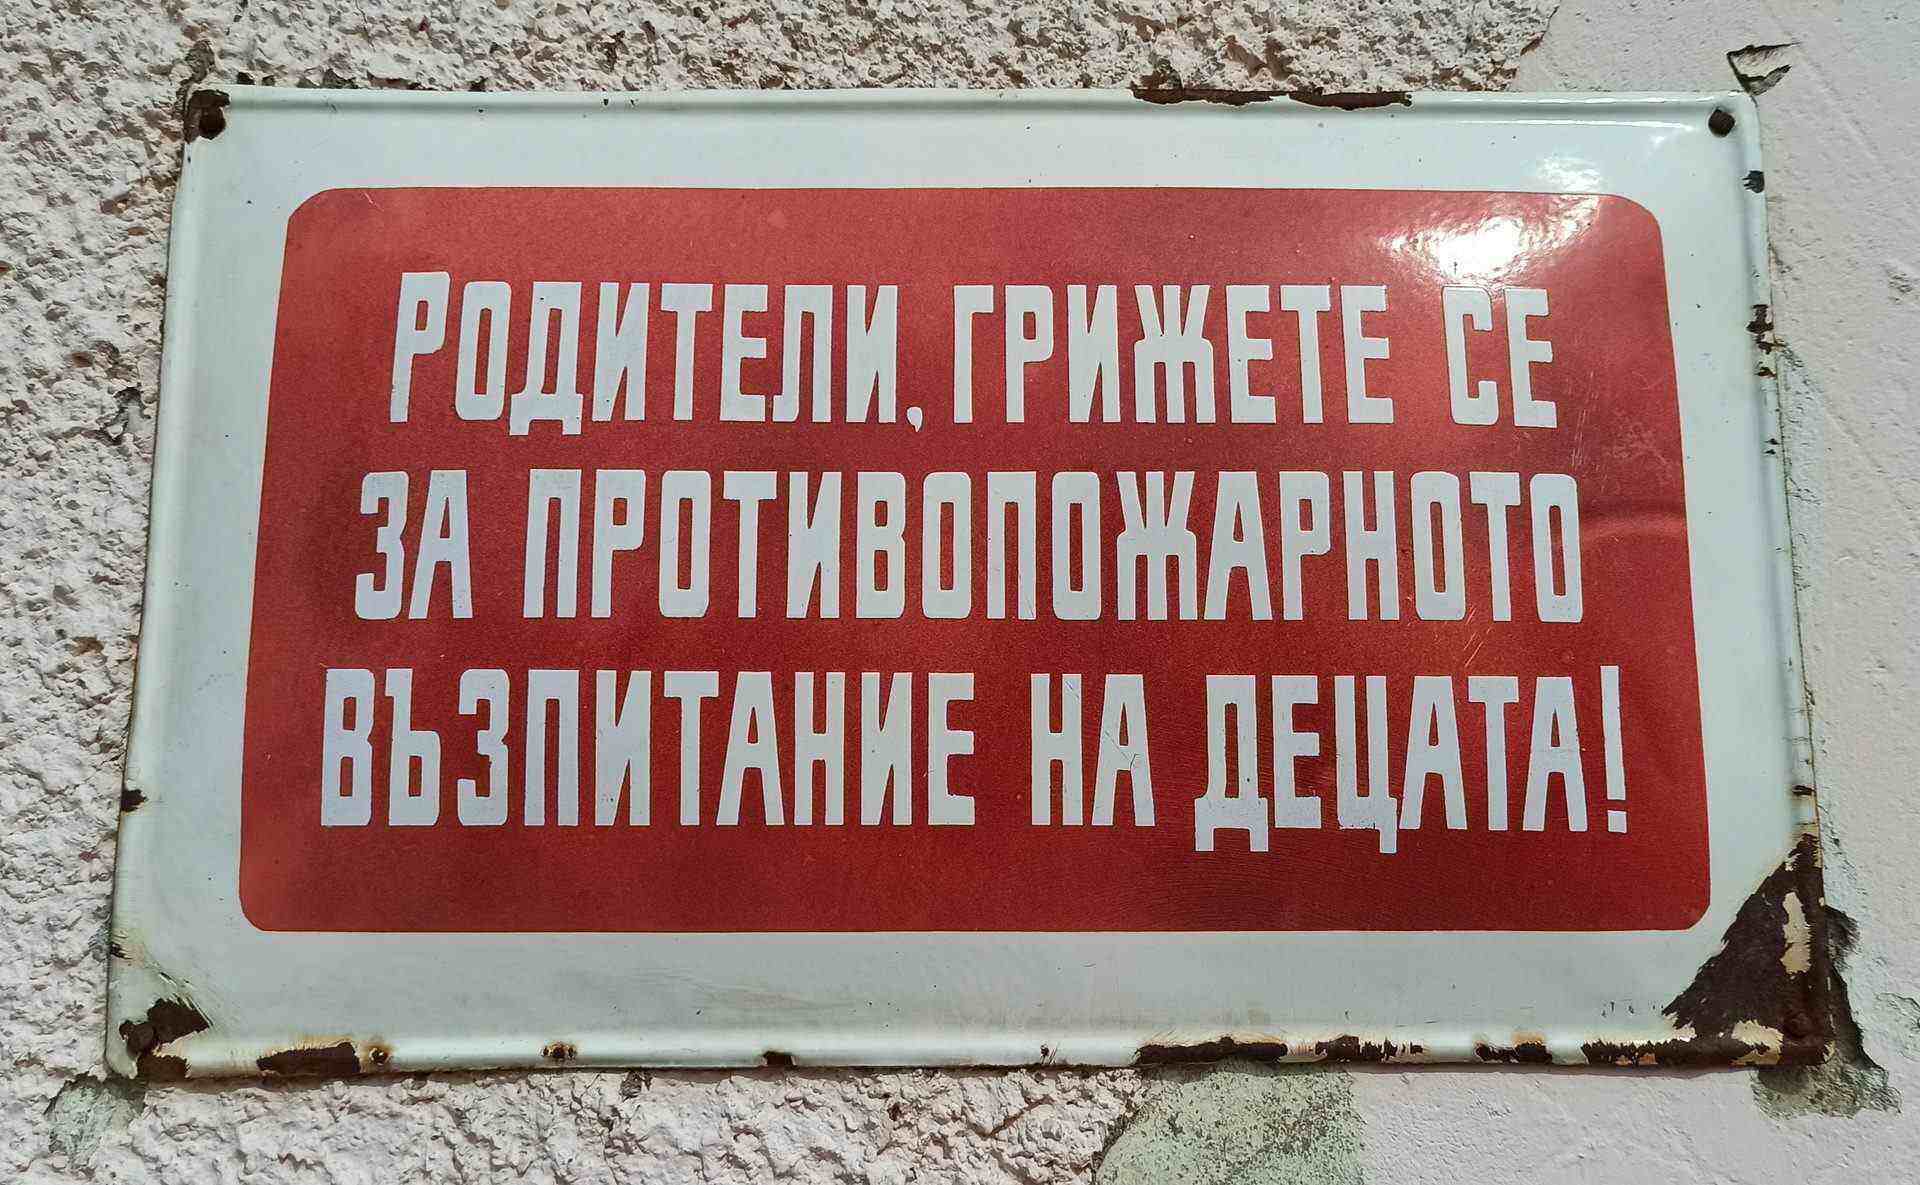 РОДИТЕЛИ, ГРИЖЕТЕ СЕ
ЗА ПРОТИВОПОЖАРНОТО
ВЪЗПИТАНИЕ НА ДЕЦАТА!